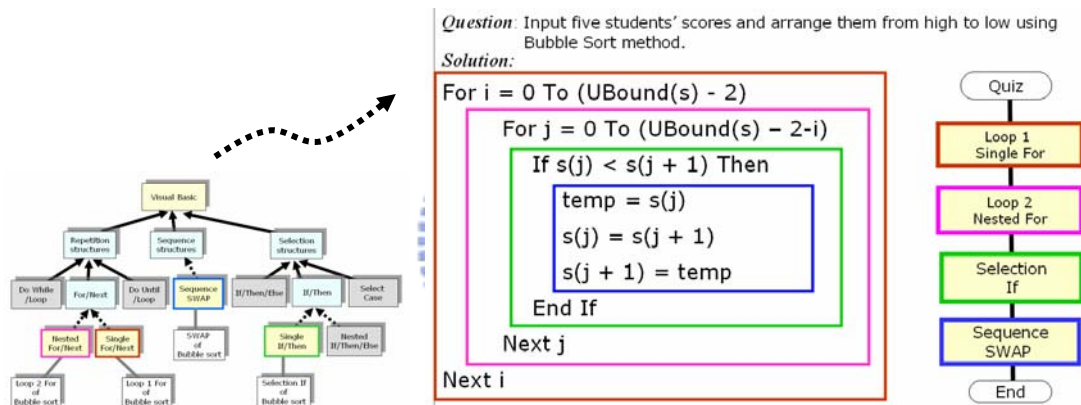 Question: Input five students' scores and arrange them from high to low using
Bubble Sort method.
Solution:
For i = 0 To (UBound(s) - 2)
For j = 0 To (UBound(s) – 2-i)
If s(j) < s(j + 1) Then
temp = s(j)
s(j) = s(j + 1)
s(j + 1) = temp
End If
Next j
Next i
Quiz
Loop 1
Single For
Loop 2
Nested For
Selection
If
Sequence
SWAP
End
Visual Basic
Repetition
structures
Sequence
structures
Selection
structures
Do While
/Loop
For/Next
Do Until
/Loop
Sequence
SWAP
If/Then/Else
If/Then
Select
Case
Nested
For/Next
Single
For/Next
SWAP
of
Bubble sort
Single
If/Then
Nested
If/Then/Else
Loop 2 For
of
Bubble sort
Loop 1 For
of
Bubble sort
Selection If
of
Bubble sort